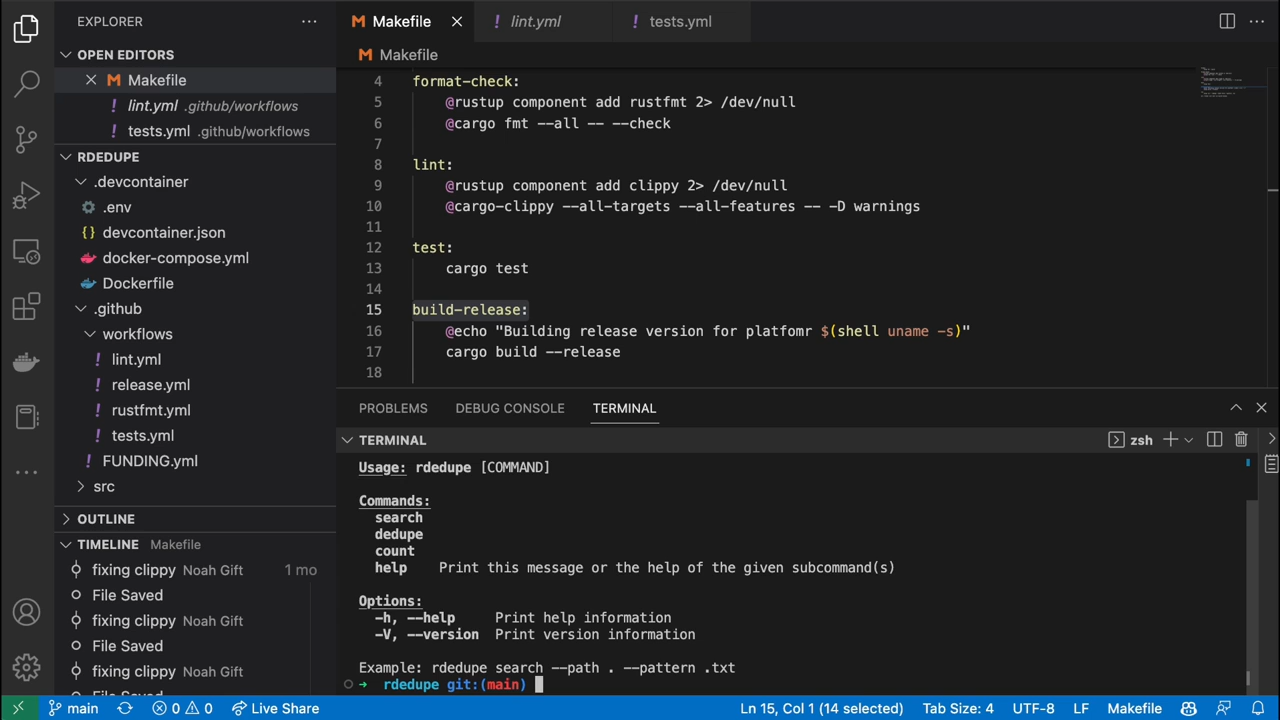 EXPLORER
OPEN EDITORS
Makefile
lint.yml .github/workflows
tests.yml .github/workflows
RDEDUPE
.devcontainer
.env
devcontainer.json
docker-compose.yml
Dockerfile
.github
workflows
lint.yml
release.yml
rustfmt.yml
tests.yml
FUNDING.yml
src
OUTLINE
TIMELINE Makefile
fixing clippy Noah Gift 1 mo
File Saved
fixing clippy Noah Gift
File Saved
fixing clippy Noah Gift
File Saved
Makefile lint.yml tests.yml
Makefile
4 format-check:
5 @rustup component add rustfmt 2> /dev/null
6 @cargo fmt --all -- --check
7
8 lint:
9 @rustup component add clippy 2> /dev/null
10 @cargo-clippy --all-targets --all-features -- -D warnings
11
12 test:
13 cargo test
14
15 build-release:
16 @echo "Building release version for platfomr $(shell uname -s)"
17 cargo build --release
18
PROBLEMS DEBUG CONSOLE TERMINAL
TERMINAL zsh
Usage: rdedupe [COMMAND]
Commands:
search
dedupe
count
help Print this message or the help of the given subcommand(s)
Options:
-h, --help Print help information
-V, --version Print version information
Example: rdedupe search --path . --pattern .txt
rdedupe git:(main)
main 0 0 Live Share Ln 15, Col 1 (14 selected) Tab Size: 4 UTF-8 LF Makefile